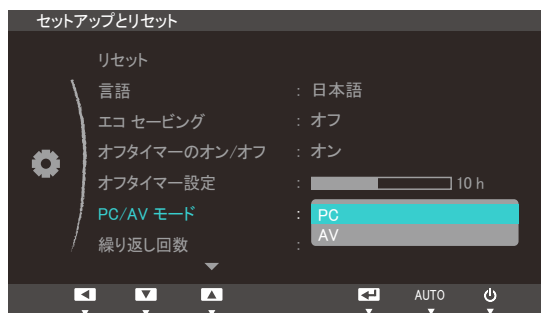 セットアップとリセット
リセット
言語 : 日本語
エコ セービング : オフ
オフタイマーのオン/オフ : オン
オフタイマー設定 : 10 h
PC/AV モード : PC
AV
繰り返し回数 :
AUTO